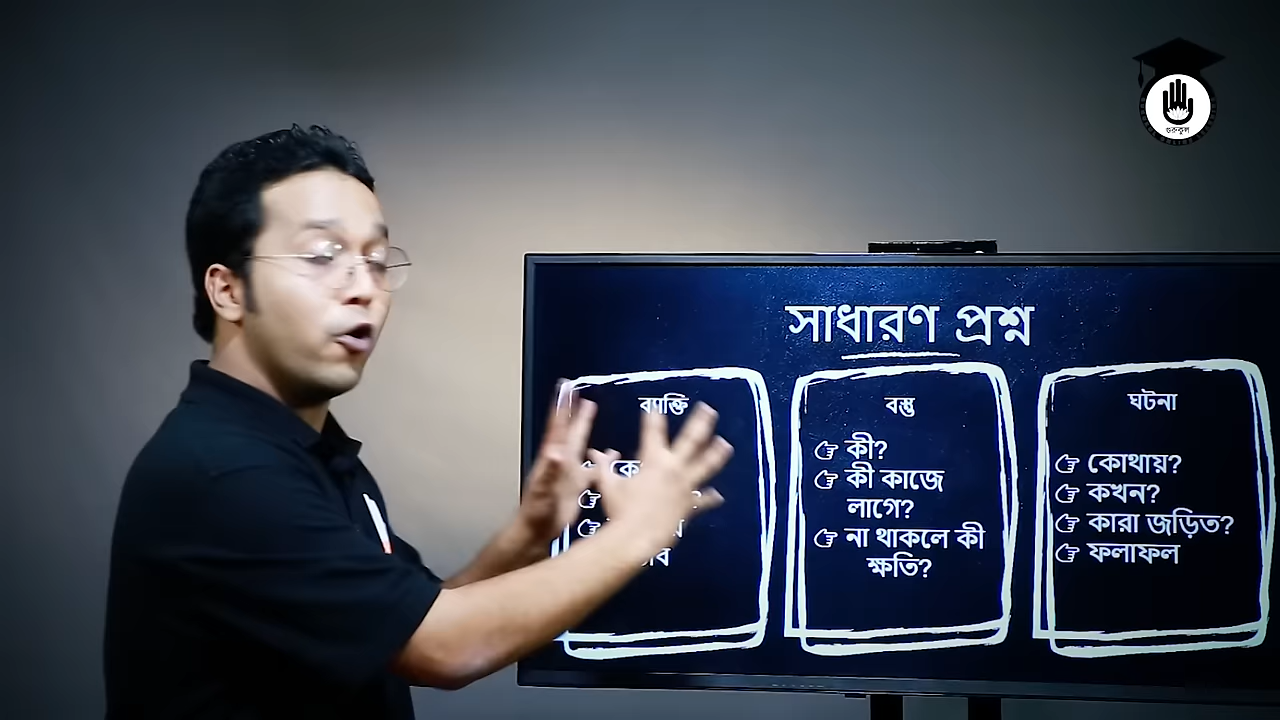 গুরুকুল
সাধারণ প্রশ্ন
ব্যক্তি
বস্তু
কী?
কী কাজে
লাগে?
না থাকলে কী
ক্ষতি?
ঘটনা
কোথায়?
কখন?
কারা জড়িত?
ফলাফল